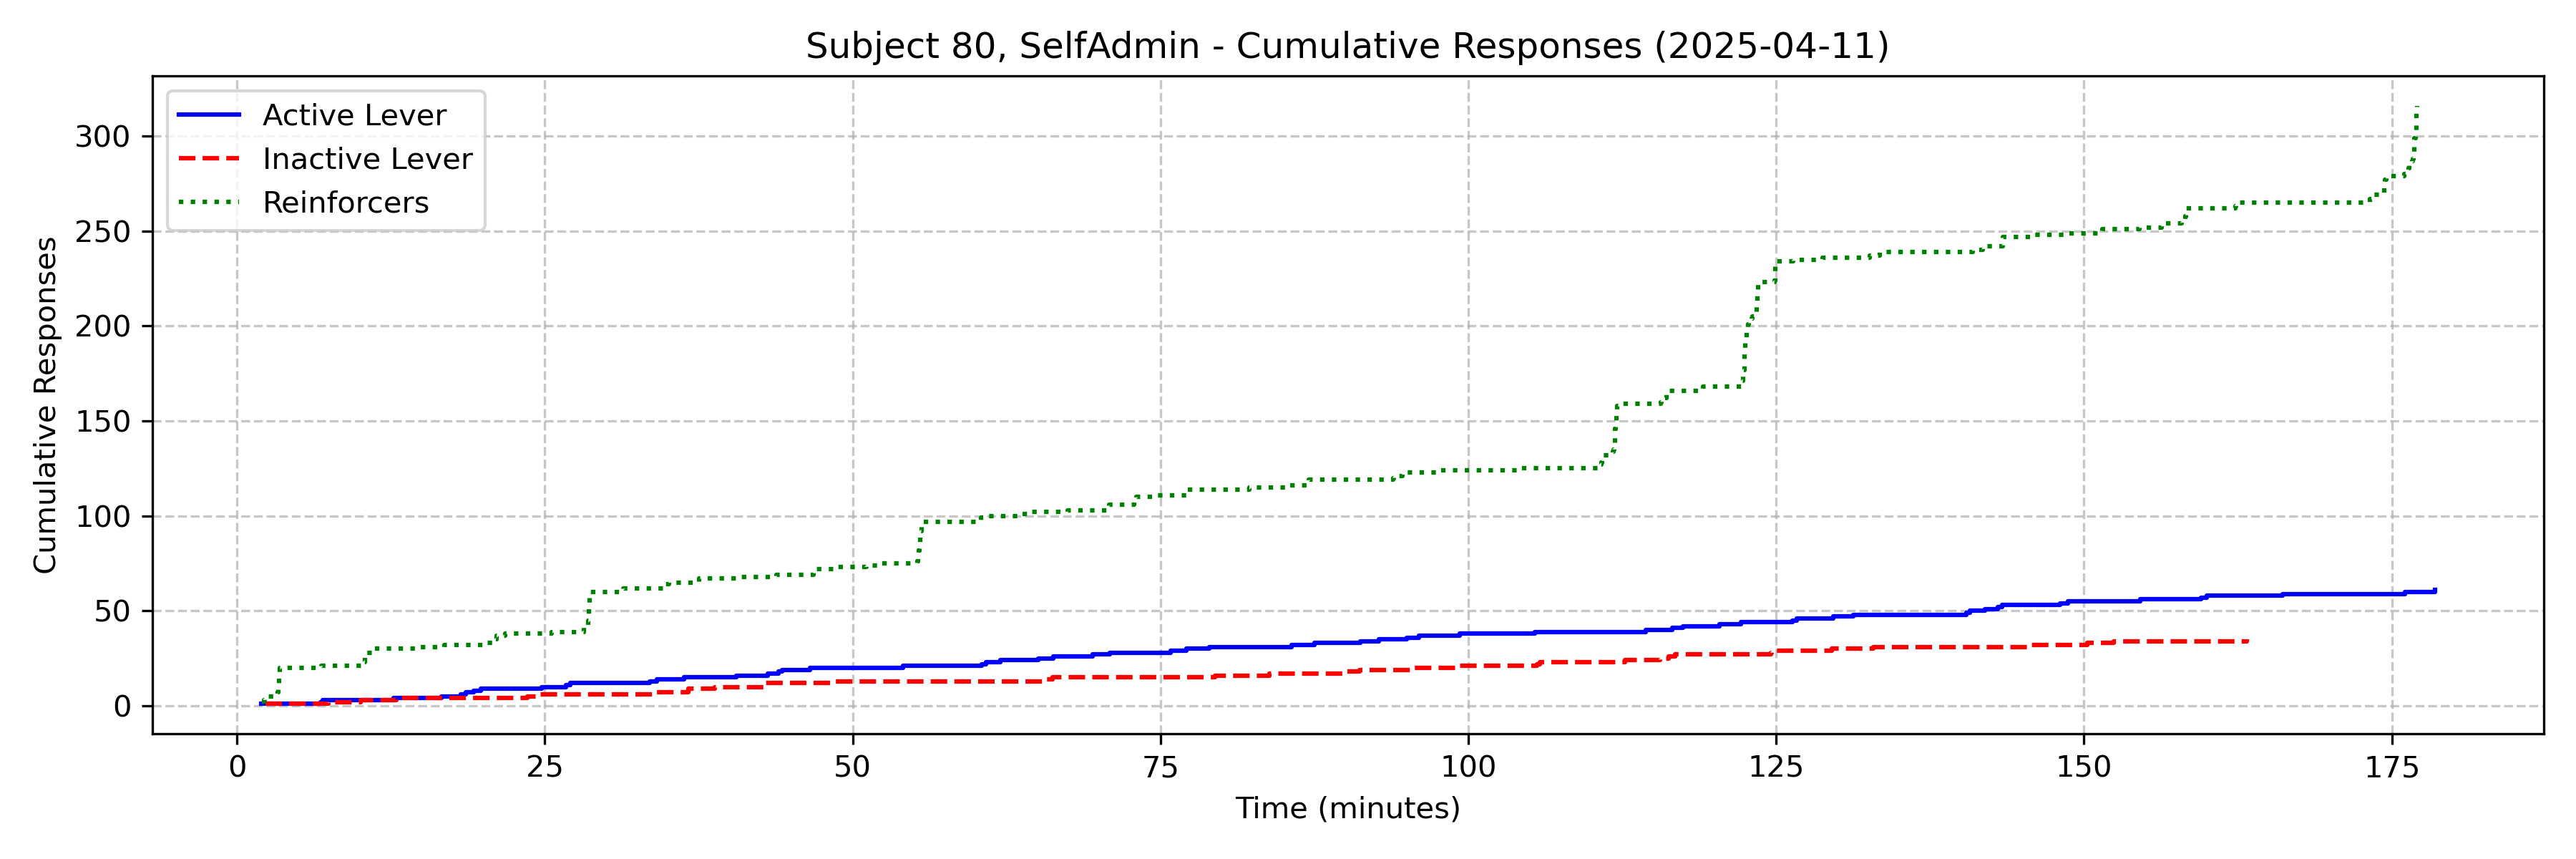 Subject 80, SelfAdmin - Cumulative Responses (2025-04-11)
Active Lever
Inactive Lever
Reinforcers
Cumulative Responses
300
250
200
150
100
50
0
0 25 50 75 100 125 150 175
Time (minutes)